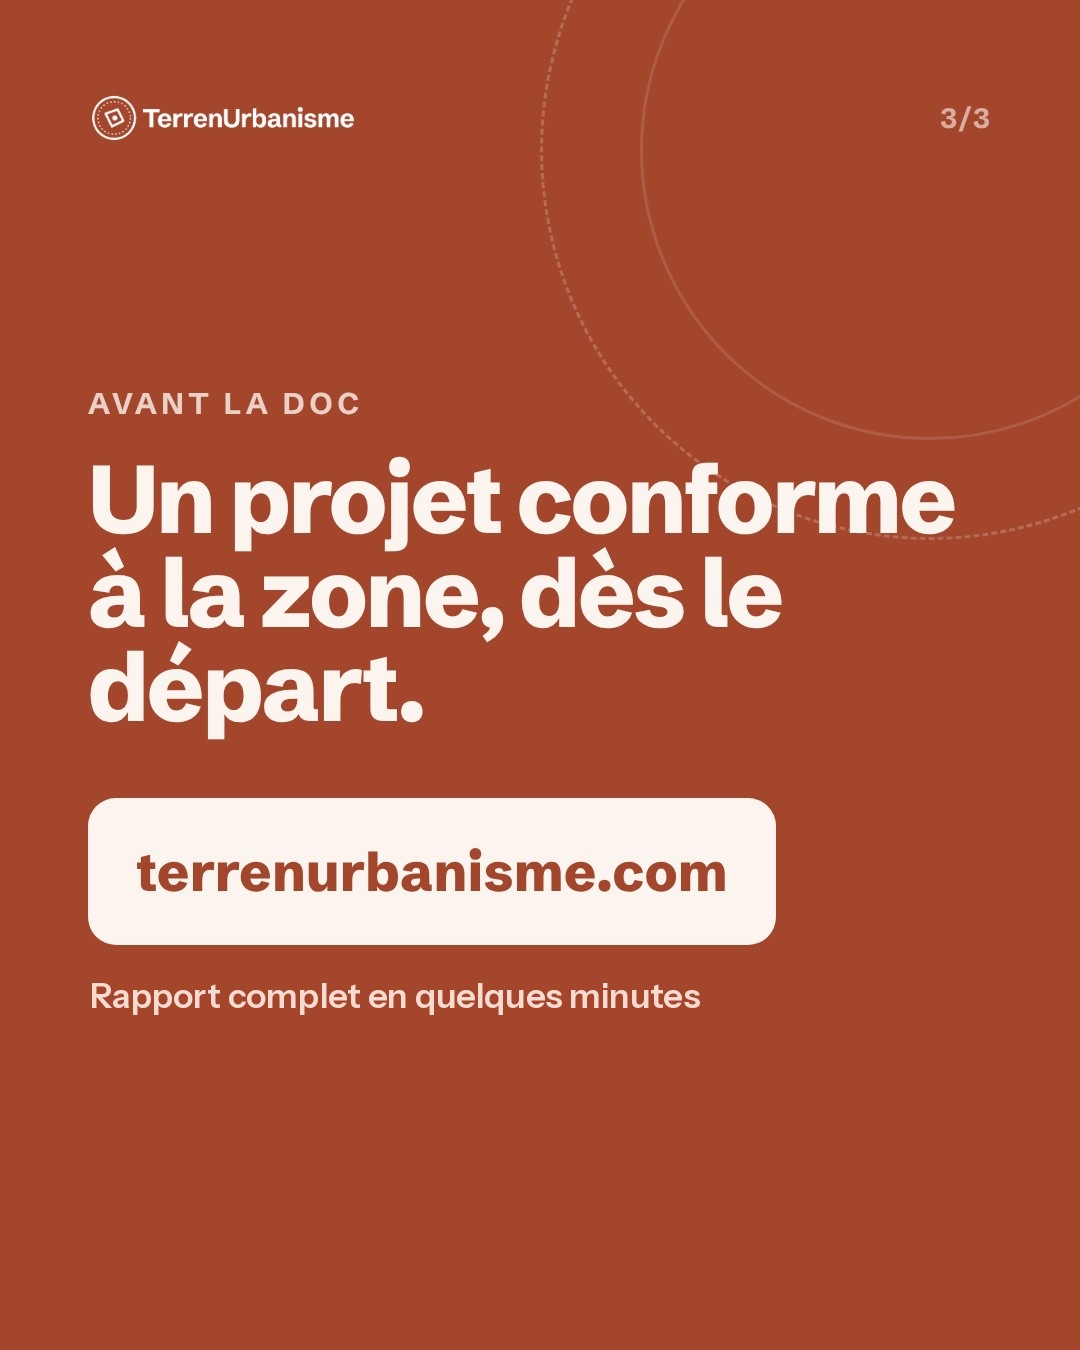 TerrenUrbanisme
3/3
AVANT LA DOC
Un projet conforme
à la zone, dès le
départ.
terrenurbanisme.com
Rapport complet en quelques minutes